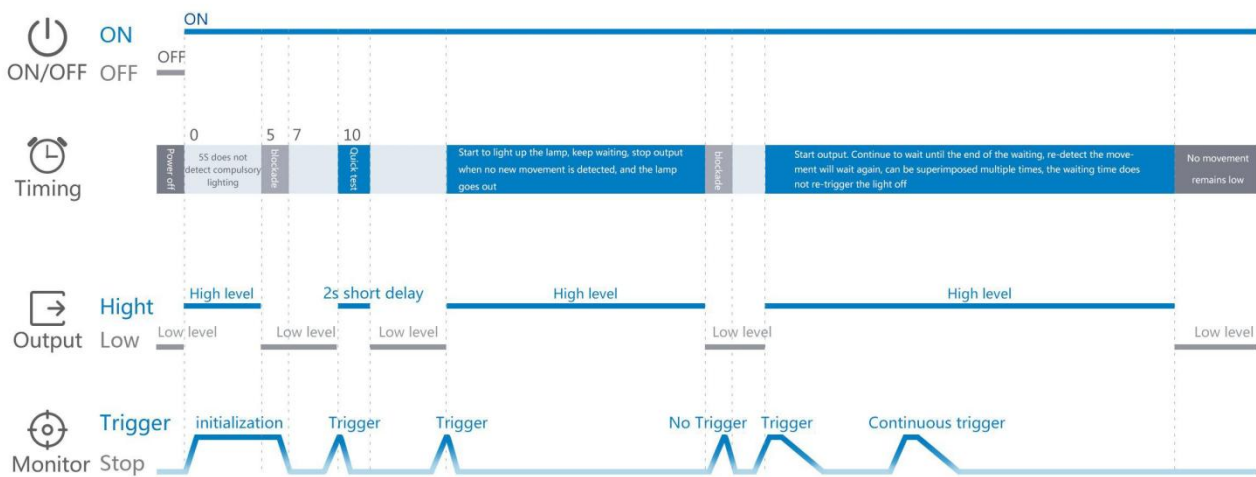 ON
ON
OFF
ON/OFF OFF
0 5 7 10
Power off
5S does not
detect compulsory
lighting
blockade
Quick test
Start to light up the lamp, keep waiting, stop output
when no new movement is detected, and the lamp
goes out
blockade
Start output. Continue to wait until the end of the waiting, re-detect the move-
ment will wait again, can be superimposed multiple times, the waiting time does
not re-trigger the light off
No movement
remains low
Timing
High level 2s short delay High level High level
Hight
Output Low
Low level Low level Low level Low level Low level
Trigger initialization Trigger Trigger No Trigger Trigger Continuous trigger
Monitor Stop